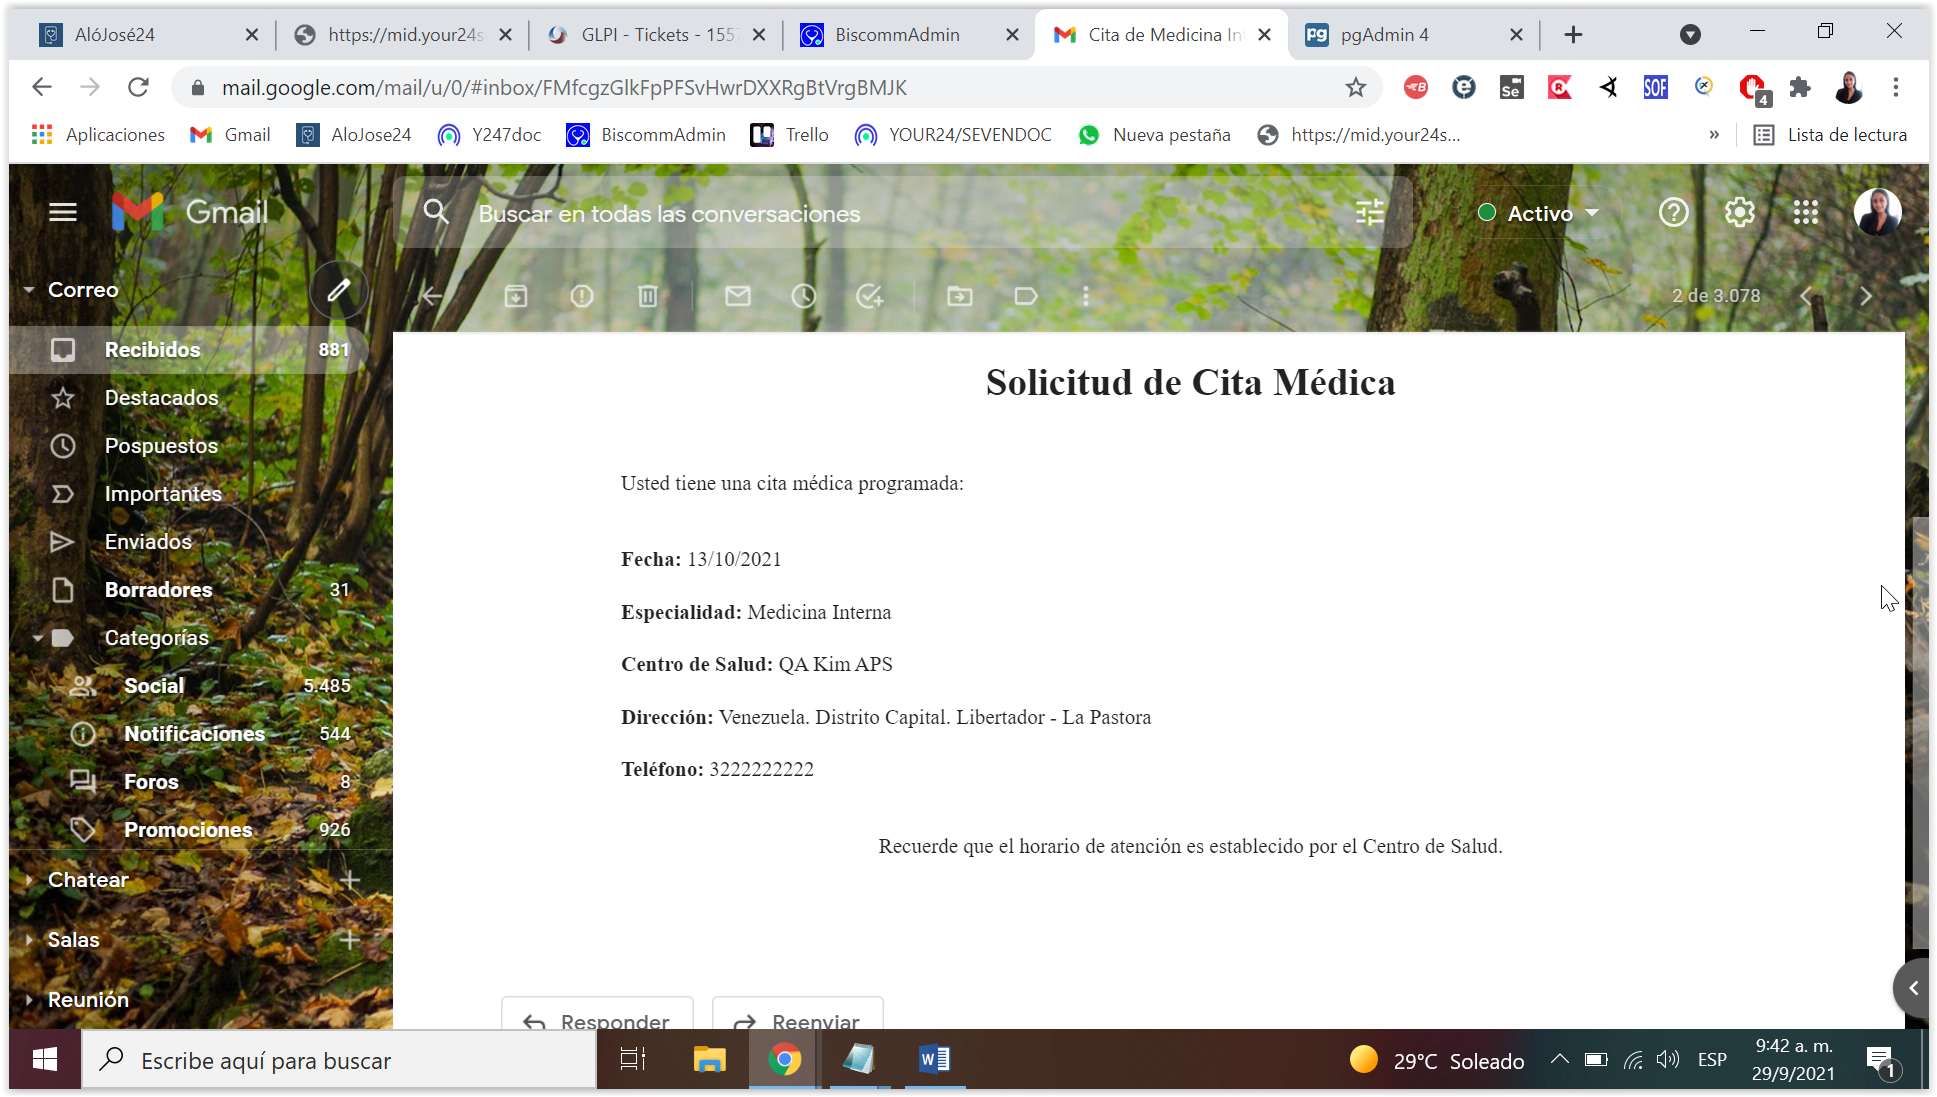 AlóJosé24
https://mid.your24s
GLPI - Tickets - 155
BiscommAdmin
Cita de Medicina In
pgAdmin 4
mail.google.com/mail/u/0/#inbox/FMfcgzGlkFpPFSvHwrDXXRgBtVrgBMJK
Se
SOF
4
Aplicaciones
Gmail
AloJose24
Y247doc
BiscommAdmin
Trello
YOUR24/SEVENDOC
Nueva pestaña
https://mid.your24s...
»
Lista de lectura
Gmail
Buscar en todas las conversaciones
Activo
Correo
2 de 3.078
Recibidos 881
Destacados
Pospuestos
Importantes
Enviados
Borradores 31
Categorías
Social 5.485
Notificaciones 544
Foros 8
Promociones 926
Chatear
Salas
Reunión
Solicitud de Cita Médica
Usted tiene una cita médica programada:
Fecha: 13/10/2021
Especialidad: Medicina Interna
Centro de Salud: QA Kim APS
Dirección: Venezuela. Distrito Capital. Libertador - La Pastora
Teléfono: 3222222222
Recuerde que el horario de atención es establecido por el Centro de Salud.
Responder
Reenviar
Escribe aquí para buscar
29°C Soleado
ESP
9:42 a. m.
29/9/2021
1